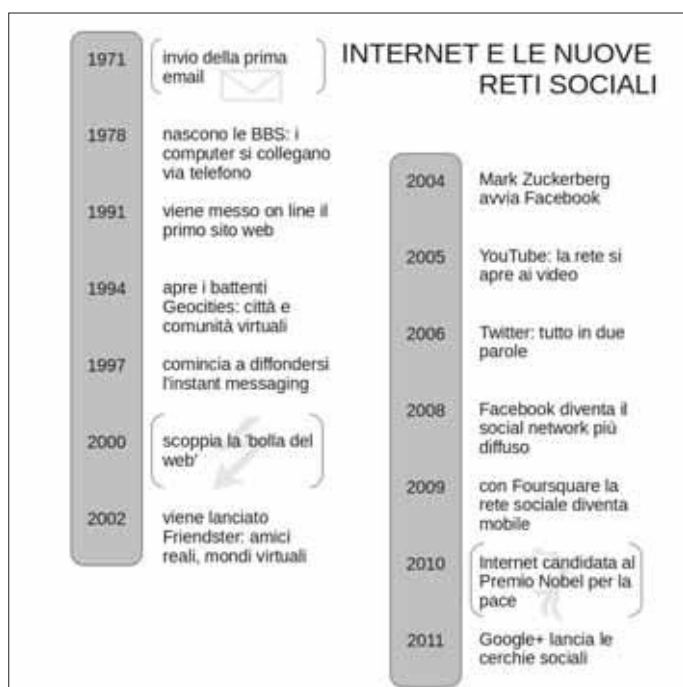 INTERNET E LE NUOVE
RETI SOCIALI
1971
invio della prima
email
1978
nascono le BBS: i
computer si collegano
via telefono
1991
viene messo on line il
primo sito web
1994
apre i battenti
Geocities: città e
comunità virtuali
1997
comincia a diffondersi
l'instant messaging
2000
scoppia la 'bolla del
web'
2002
viene lanciato
Friendster: amici
reali, mondi virtuali
2004
Mark Zuckerberg
avvia Facebook
2005
YouTube: la rete si
apre ai video
2006
Twitter: tutto in due
parole
2008
Facebook diventa il
social network più
diffuso
2009
con Foursquare la
rete sociale diventa
mobile
2010
Internet candidata al
Premio Nobel per la
pace
2011
Google+ lancia le
cerchie sociali